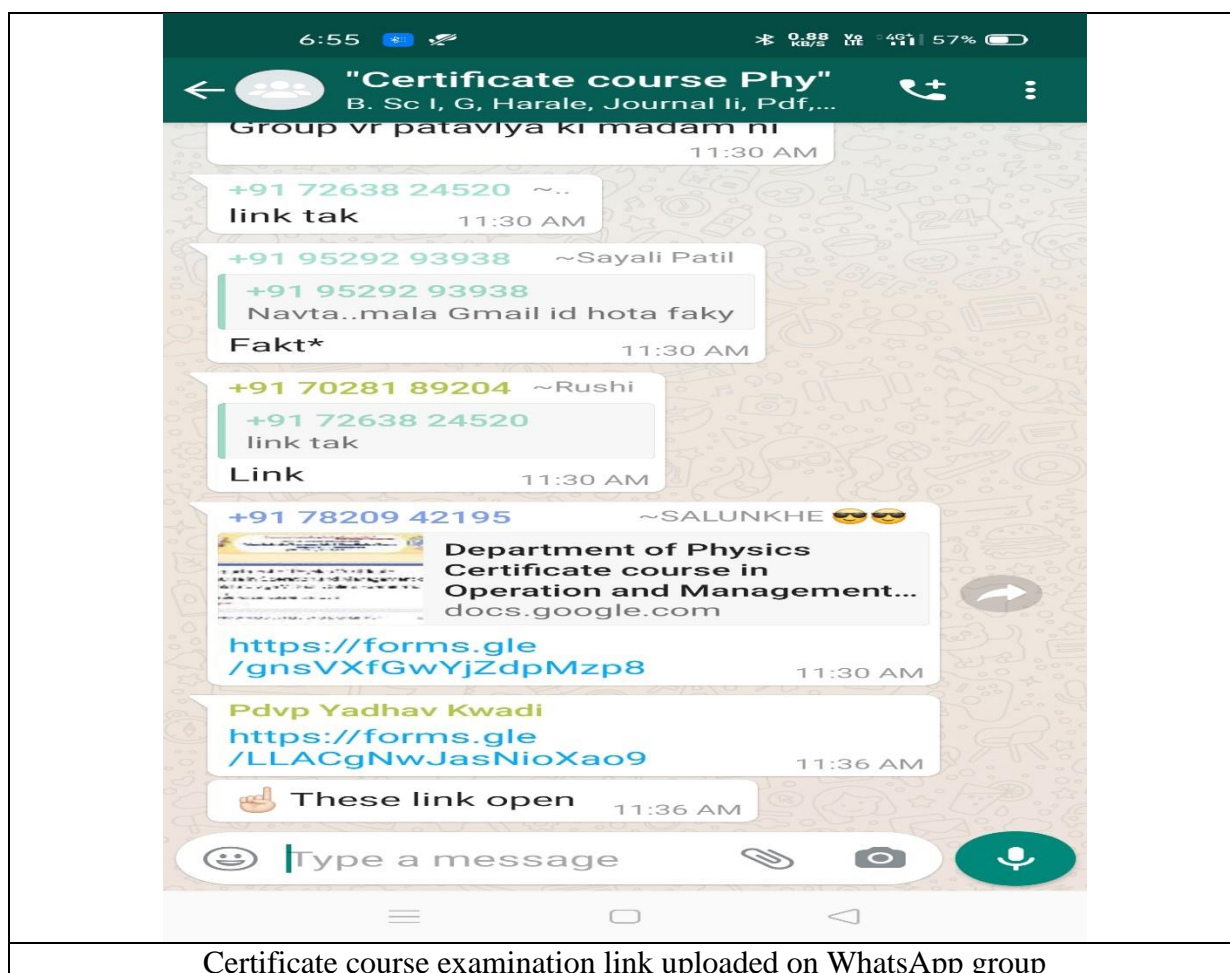 6:55 0.88 KB/S Vo LTE 4G+ 57%
"Certificate course Phy"
B. Sc I, G, Harale, Journal Ii, Pdf,...
Group vr patavlya ki madam ni
11:30 AM
+91 72638 24520 ~..
link tak 11:30 AM
+91 95292 93938 ~Sayali Patil
+91 95292 93938
Navta..mala Gmail id hota faky
Fakt* 11:30 AM
+91 70281 89204 ~Rushi
+91 72638 24520
link tak
Link 11:30 AM
+91 78209 42195 ~SALUNKHE 😎😎
Department of Physics
Certificate course in
Operation and Management...
docs.google.com
https://forms.gle
/gnsVXfGwYjZdpMzp8 11:30 AM
Pdvp Yadhav Kwadi
https://forms.gle
/LLACgNwJasNioXao9 11:36 AM
☝🏻 These link open 11:36 AM
Type a message
Certificate course examination link uploaded on WhatsApp group